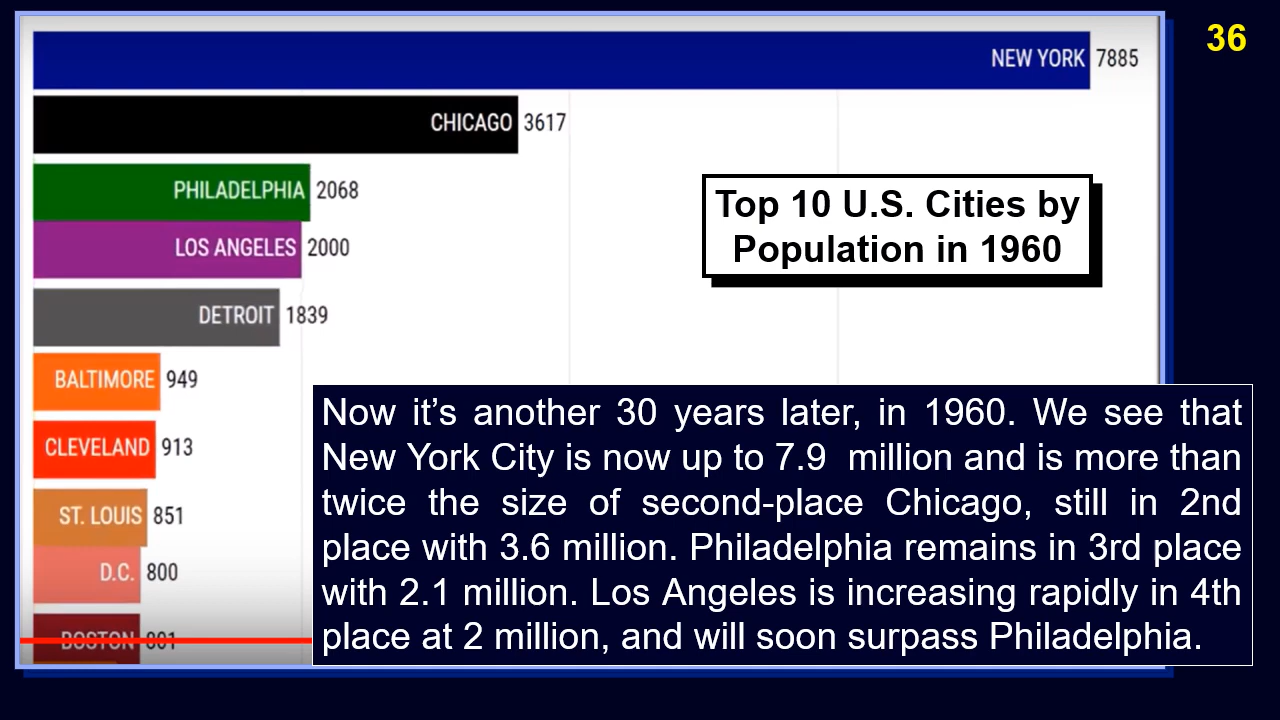 36
NEW YORK 7885
CHICAGO 3617
PHILADELPHIA 2068
LOS ANGELES 2000
DETROIT 1839
BALTIMORE 949
CLEVELAND 913
ST. LOUIS 851
D.C. 800
BOSTON 801
Top 10 U.S. Cities by
Population in 1960
Now it’s another 30 years later, in 1960. We see that
New York City is now up to 7.9 million and is more than
twice the size of second-place Chicago, still in 2nd
place with 3.6 million. Philadelphia remains in 3rd place
with 2.1 million. Los Angeles is increasing rapidly in 4th
place at 2 million, and will soon surpass Philadelphia.